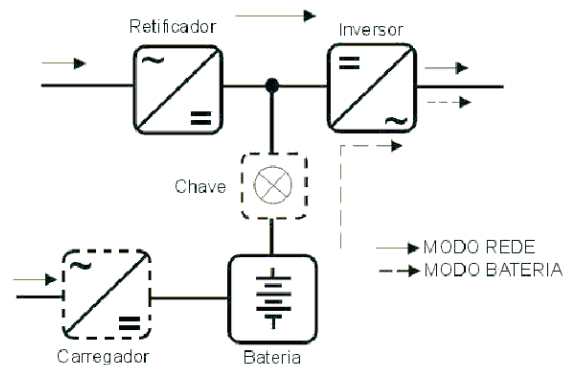 Retificador
Inversor
Chave
MODO REDE
MODO BATERIA
Carregador
Bateria